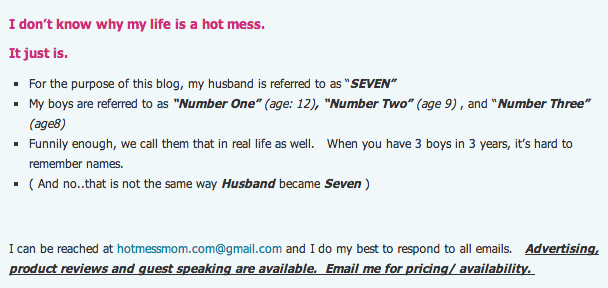 I don't know why my life is a hot mess.
It just is.
▪ For the purpose of this blog, my husband is referred to as “SEVEN”
▪ My boys are referred to as “Number One” (age: 12), “Number Two” (age 9) , and “Number Three”
(age8)
▪ Funnily enough, we call them that in real life as well.   When you have 3 boys in 3 years, it's hard to
remember names.
▪ ( And no..that is not the same way Husband became Seven )
I can be reached at hotmessmom.com@gmail.com and I do my best to respond to all emails.   Advertising,
product reviews and guest speaking are available.  Email me for pricing/ availability.